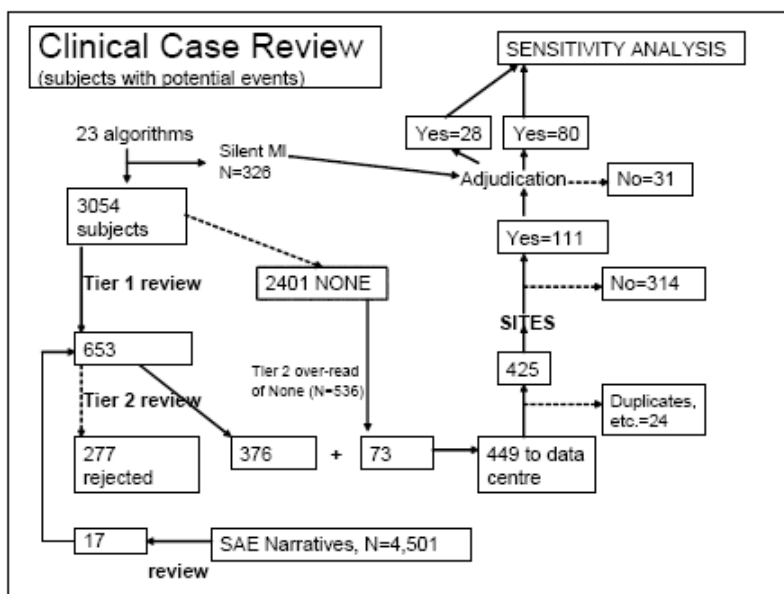 Clinical Case Review
(subjects with potential events)
SENSITIVITY ANALYSIS
23 algorithms
Silent MI
N=326
Yes=28
Yes=80
Adjudication
No=31
3054
subjects
Yes=111
Tier 1 review
2401 NONE
No=314
SITES
653
Tier 2 over-read
of None (N=536)
425
Tier 2 review
Duplicates,
etc.=24
277
rejected
376
+
73
449 to data
centre
17
SAE Narratives, N=4,501
review